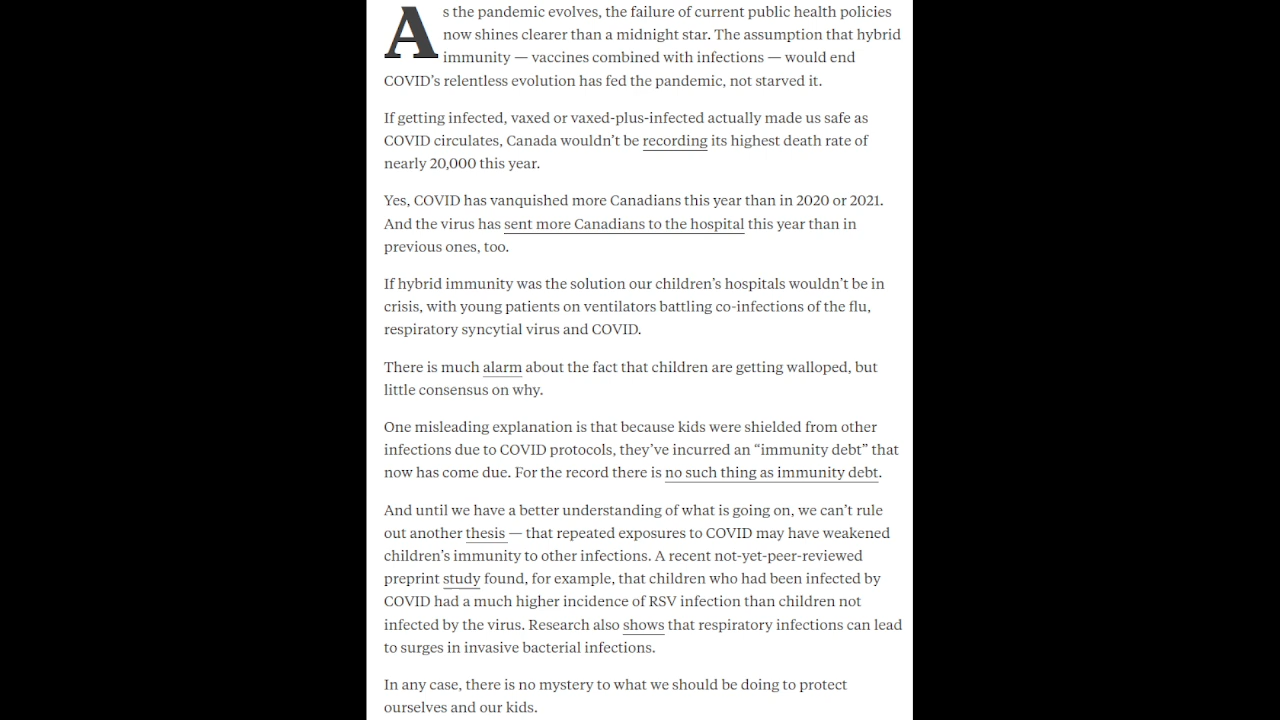 As the pandemic evolves, the failure of current public health policies
now shines clearer than a midnight star. The assumption that hybrid
immunity — vaccines combined with infections — would end
COVID’s relentless evolution has fed the pandemic, not starved it.
If getting infected, vaxed or vaxed-plus-infected actually made us safe as
COVID circulates, Canada wouldn’t be recording its highest death rate of
nearly 20,000 this year.
Yes, COVID has vanquished more Canadians this year than in 2020 or 2021.
And the virus has sent more Canadians to the hospital this year than in
previous ones, too.
If hybrid immunity was the solution our children’s hospitals wouldn’t be in
crisis, with young patients on ventilators battling co-infections of the flu,
respiratory syncytial virus and COVID.
There is much alarm about the fact that children are getting walloped, but
little consensus on why.
One misleading explanation is that because kids were shielded from other
infections due to COVID protocols, they’ve incurred an “immunity debt” that
now has come due. For the record there is no such thing as immunity debt.
And until we have a better understanding of what is going on, we can’t rule
out another thesis — that repeated exposures to COVID may have weakened
children’s immunity to other infections. A recent not-yet-peer-reviewed
preprint study found, for example, that children who had been infected by
COVID had a much higher incidence of RSV infection than children not
infected by the virus. Research also shows that respiratory infections can lead
to surges in invasive bacterial infections.
In any case, there is no mystery to what we should be doing to protect
ourselves and our kids.